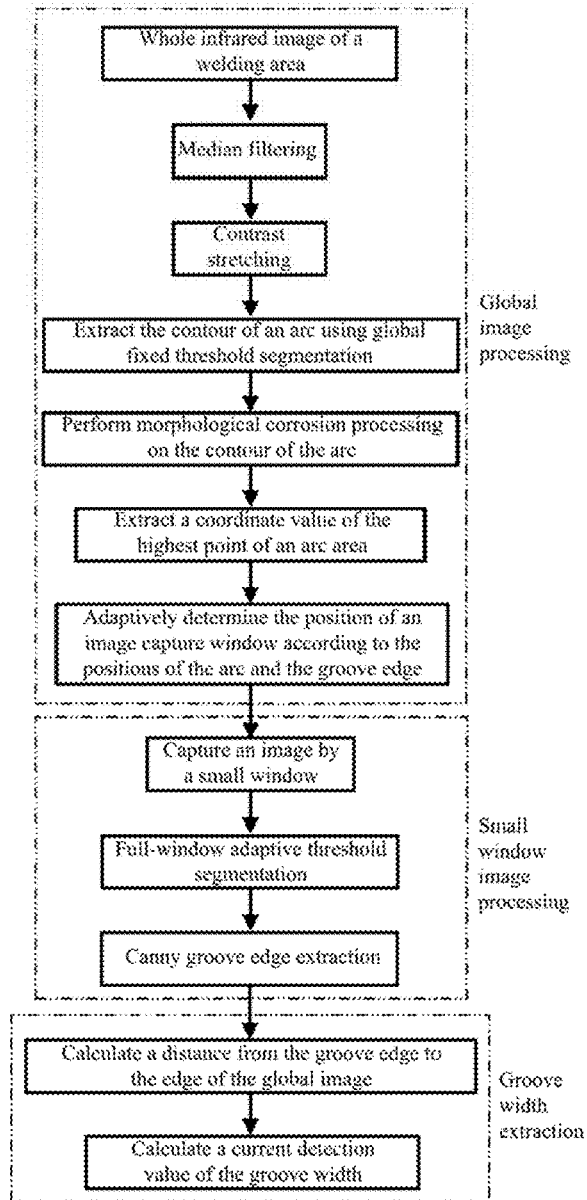 Whole infrared image of a
welding area
Median filtering
Contrast
stretching
Extract the contour of an arc using global
fixed threshold segmentation
Perform morphological corrosion processing
on the contour of the arc
Extract a coordinate value of the
highest point of an arc area
Adaptively determine the position of an
image capture window according to the
positions of the arc and the groove edge
Global
image
processing
Capture an image by
a small window
Full-window adaptive threshold
segmentation
Canny groove edge extraction
Small
window
image
processing
Calculate a distance from the groove edge to
the edge of the global image
Calculate a current detection
value of the groove width
Groove
width
extraction